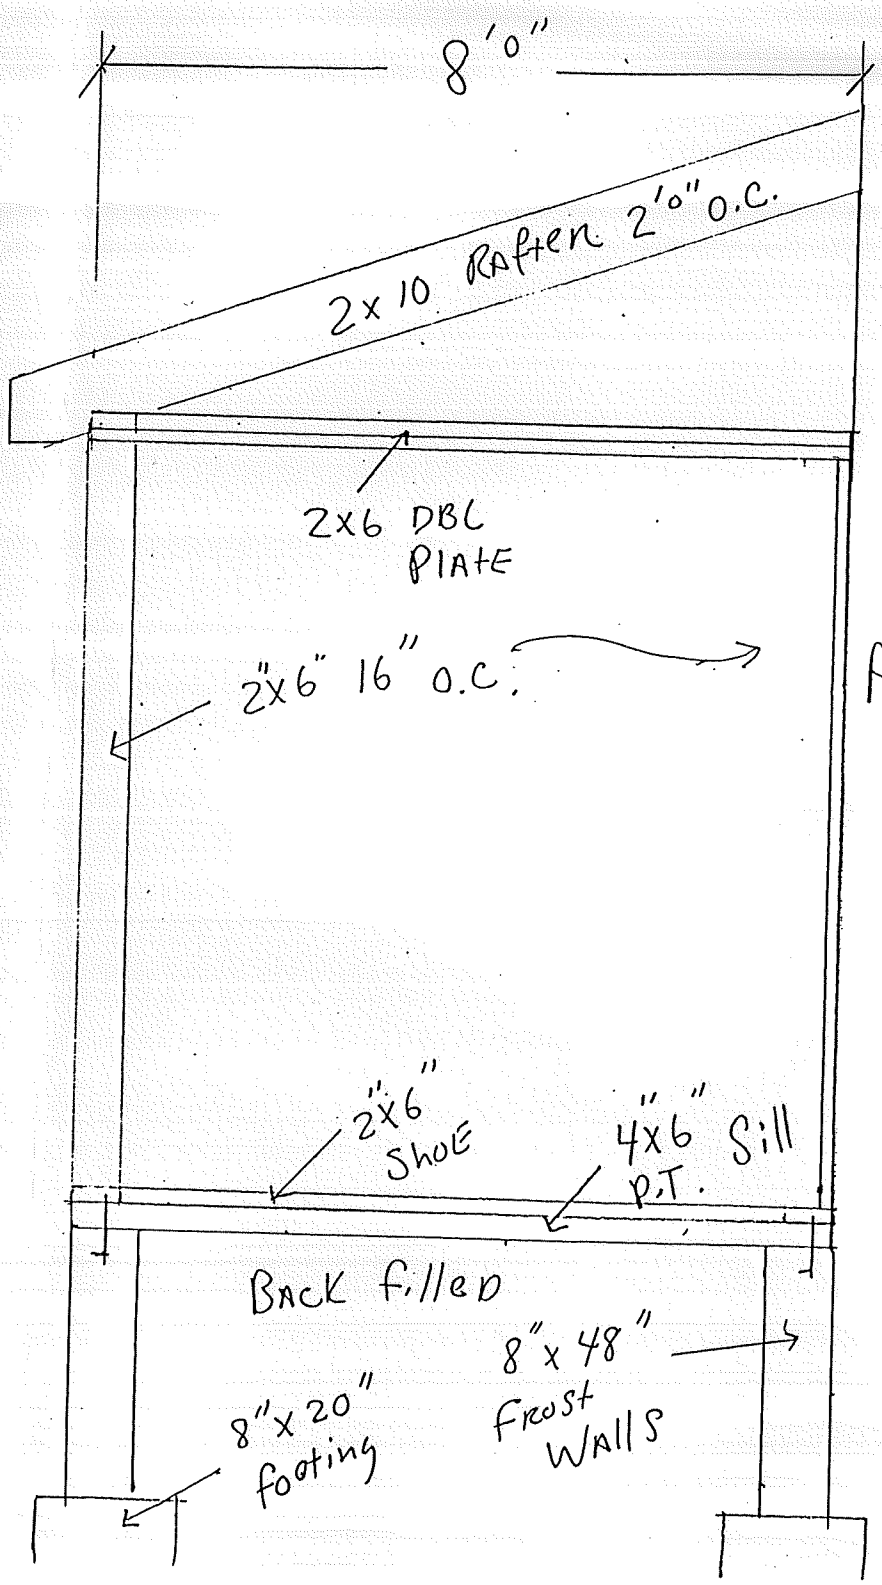 8'0"
2x10 RAfteR 2'0" O.C.
2x6 DBL
PlAtE
2"x6" 16" O.C.
2"x6"
ShoE
4"x6" Sill
P.T.
BACK fillED
8"x48"
fRost
WAllS
8"x20"
footing